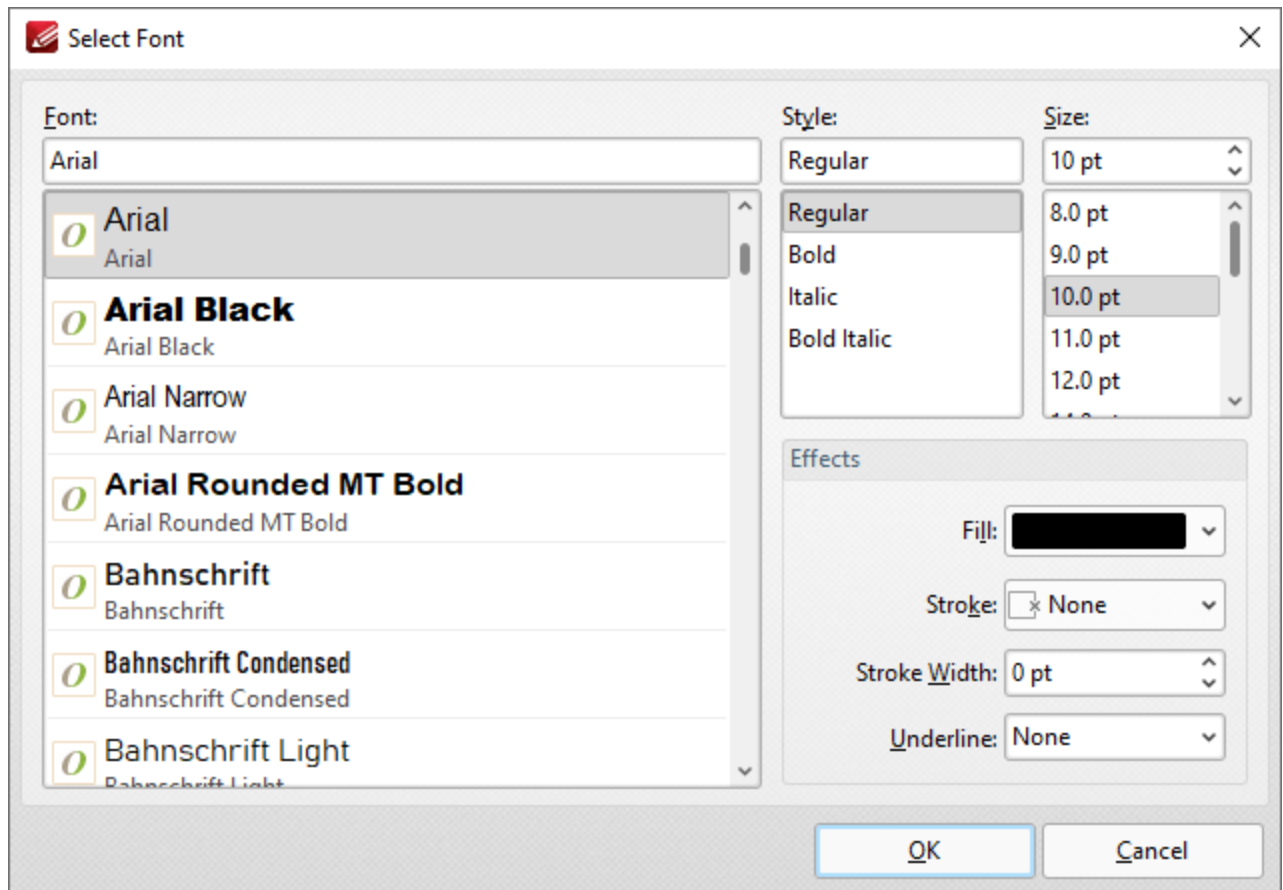 Select Font
Font:
Arial
Arial
Arial
Arial Black
Arial Black
Arial Narrow
Arial Narrow
Arial Rounded MT Bold
Arial Rounded MT Bold
Bahnschrift
Bahnschrift
Bahnschrift Condensed
Bahnschrift Condensed
Bahnschrift Light
Bahnschrift Light
Style:
Regular
Regular
Bold
Italic
Bold Italic
Size:
10 pt
8.0 pt
9.0 pt
10.0 pt
11.0 pt
12.0 pt
Effects
Fill:
Stroke: None
Stroke Width: 0 pt
Underline: None
OK
Cancel